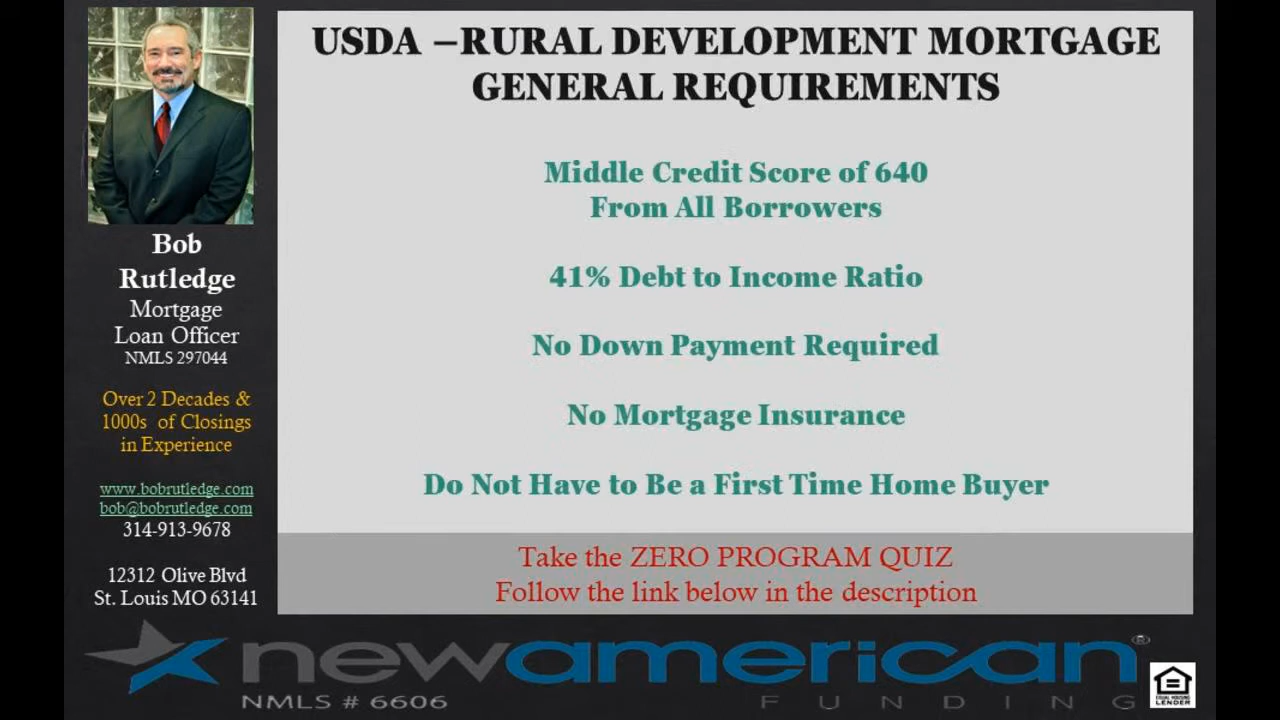 USDA –RURAL DEVELOPMENT MORTGAGE
GENERAL REQUIREMENTS
Middle Credit Score of 640
From All Borrowers
41% Debt to Income Ratio
No Down Payment Required
No Mortgage Insurance
Do Not Have to Be a First Time Home Buyer
Take the ZERO PROGRAM QUIZ
Follow the link below in the description
Bob
Rutledge
Mortgage
Loan Officer
NMLS 297044
Over 2 Decades &
1000s of Closings
in Experience
www.bobrutledge.com
bob@bobrutledge.com
314-913-9678
12312 Olive Blvd
St. Louis MO 63141
newamerican®
NMLS # 6606
FUNDING
EQUAL HOUSING
LENDER